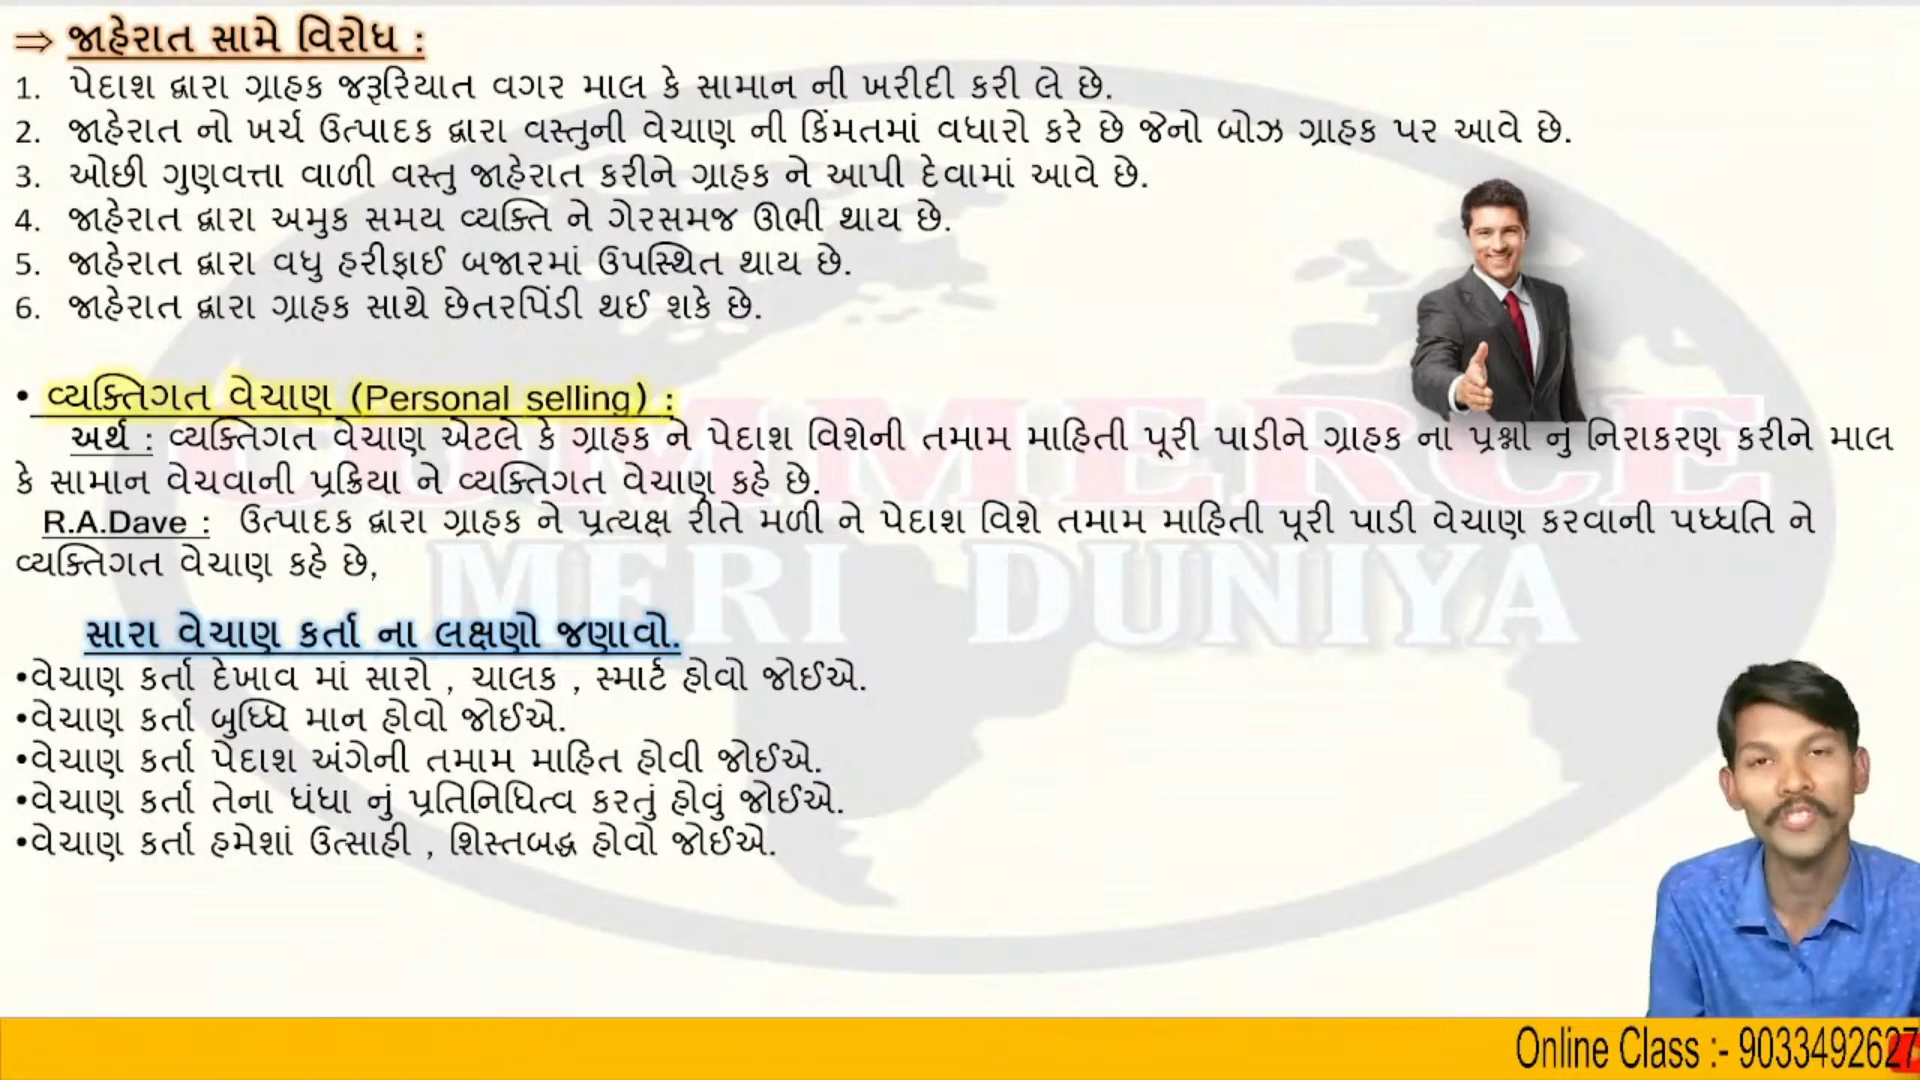 ⇒ જાહેરાત સામે વિરોધ :
1. પેદાશ દ્વારા ગ્રાહક જરૂરિયાત વગર માલ કે સામાન ની ખરીદી કરી લે છે.
2. જાહેરાત નો ખર્ચ ઉત્પાદક દ્વારા વસ્તુની વેચાણ ની કિંમતમાં વધારો કરે છે જેનો બોઝ ગ્રાહક પર આવે છે.
3. ઓછી ગુણવત્તા વાળી વસ્તુ જાહેરાત કરીને ગ્રાહક ને આપી દેવામાં આવે છે.
4. જાહેરાત દ્વારા અમુક સમય વ્યક્તિ ને ગેરસમજ ઊભી થાય છે.
5. જાહેરાત દ્વારા વધુ હરીફાઈ બજારમાં ઉપસ્થિત થાય છે.
6. જાહેરાત દ્વારા ગ્રાહક સાથે છેતરપિંડી થઈ શકે છે.
• વ્યક્તિગત વેચાણ (Personal selling) :
અર્થ : વ્યક્તિગત વેચાણ એટલે કે ગ્રાહક ને પેદાશ વિશેની તમામ માહિતી પૂરી પાડીને ગ્રાહક ના પ્રશ્નો નું નિરાકરણ કરીને માલ
કે સામાન વેચવાની પ્રક્રિયા ને વ્યક્તિગત વેચાણ કહે છે.
R.A.Dave : ઉત્પાદક દ્વારા ગ્રાહક ને પ્રત્યક્ષ રીતે મળી ને પેદાશ વિશે તમામ માહિતી પૂરી પાડી વેચાણ કરવાની પધ્ધતિ ને
વ્યક્તિગત વેચાણ કહે છે,
COMMERCE
MERI DUNIYA
સારા વેચાણ કર્તા ના લક્ષણો જણાવો.
•વેચાણ કર્તા દેખાવ માં સારો , ચાલક , સ્માર્ટ હોવો જોઈએ.
•વેચાણ કર્તા બુધ્ધિ માન હોવો જોઈએ.
•વેચાણ કર્તા પેદાશ અંગેની તમામ માહિત હોવી જોઈએ.
•વેચાણ કર્તા તેના ધંધા નું પ્રતિનિધિત્વ કરતું હોવું જોઈએ.
•વેચાણ કર્તા હમેશાં ઉત્સાહી , શિસ્તબદ્ધ હોવો જોઈએ.
Online Class :- 9033492627